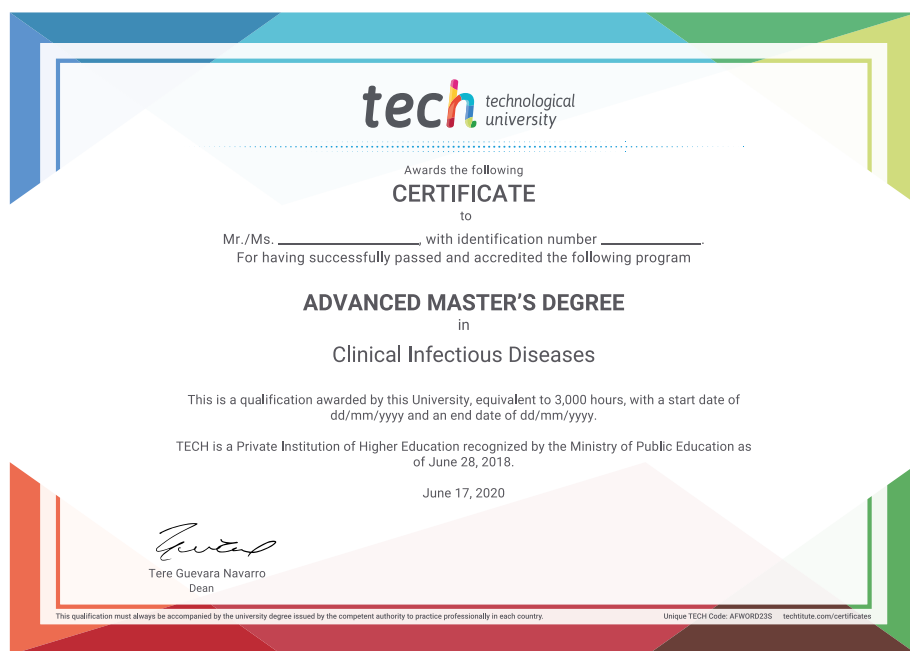 tech technological
university
Awards the following
CERTIFICATE
to
Mr./Ms. ____________________, with identification number ______________.
For having successfully passed and accredited the following program
ADVANCED MASTER'S DEGREE
in
Clinical Infectious Diseases
This is a qualification awarded by this University, equivalent to 3,000 hours, with a start date of
dd/mm/yyyy and an end date of dd/mm/yyyy.
TECH is a Private Institution of Higher Education recognized by the Ministry of Public Education as
of June 28, 2018.
June 17, 2020
Tere Guevara Navarro
Dean
This qualification must always be accompanied by the university degree issued by the competent authority to practice professionally in each country.
Unique TECH Code: AFWORD23S techtitute.com/certificates